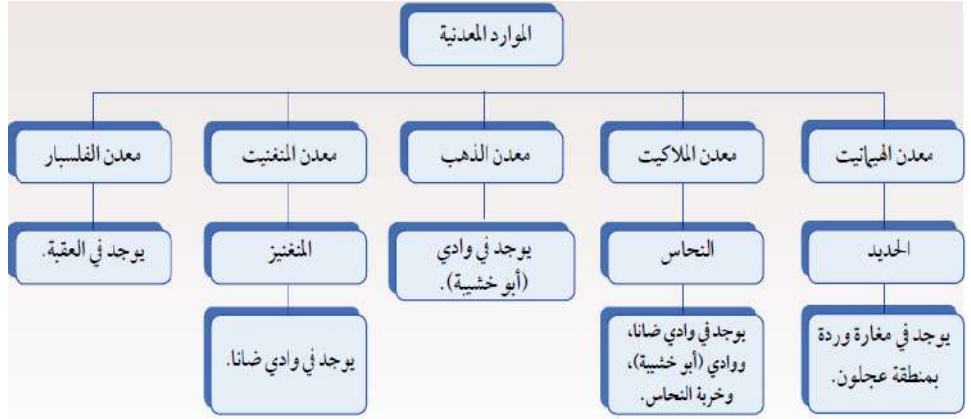 الموارد المعدنية
معدن الهيماتيت
معدن الملاكيت
معدن الذهب
معدن المنغنيت
معدن الفلسبار
الحديد
النحاس
يوجد في وادي
(أبو خشيبة).
المنغنيز
يوجد في العقبة.
يوجد في مغارة وردة
بمنطقة عجلون.
يوجد في وادي ضانا،
ووادي (أبو خشيبة)،
وخربة النحاس.
يوجد في وادي ضانا.